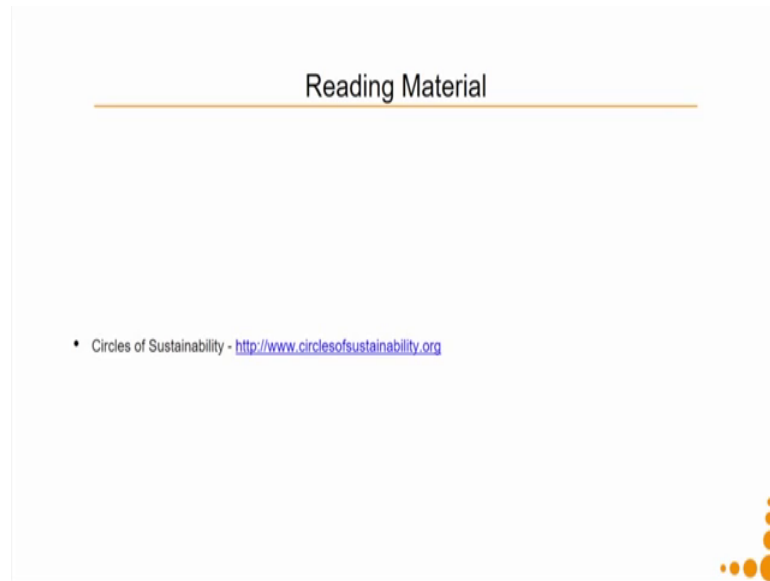 Reading Material
• Circles of Sustainability - http://www.circlesofsustainability.org